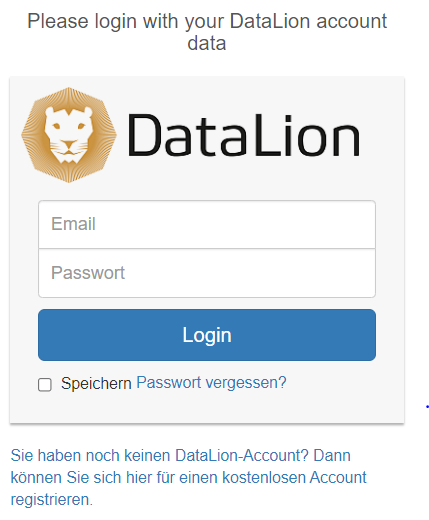 Please login with your DataLion account
data
DataLion
Email
Passwort
Login
Speichern Passwort vergessen?
Sie haben noch keinen DataLion-Account? Dann
können Sie sich hier für einen kostenlosen Account
registrieren.